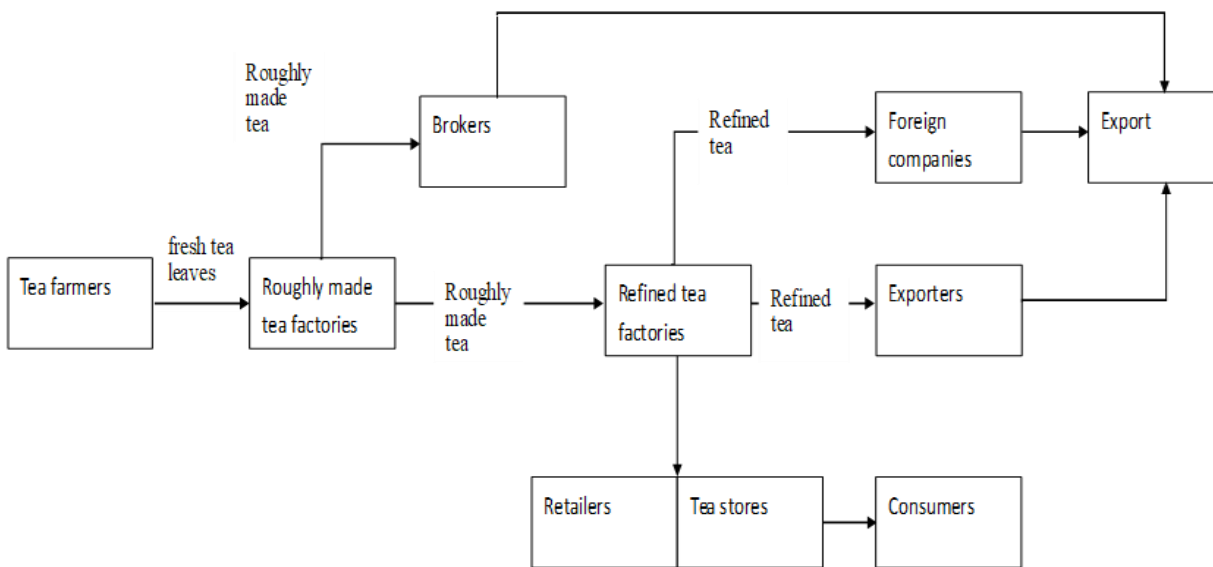 Roughly
made
tea
Brokers
Refined
tea
Foreign
companies
Export
fresh tea
leaves
Tea farmers
Roughly made
tea factories
Roughly
made
tea
Refined tea
factories
Refined
tea
Exporters
Retailers
Tea stores
Consumers